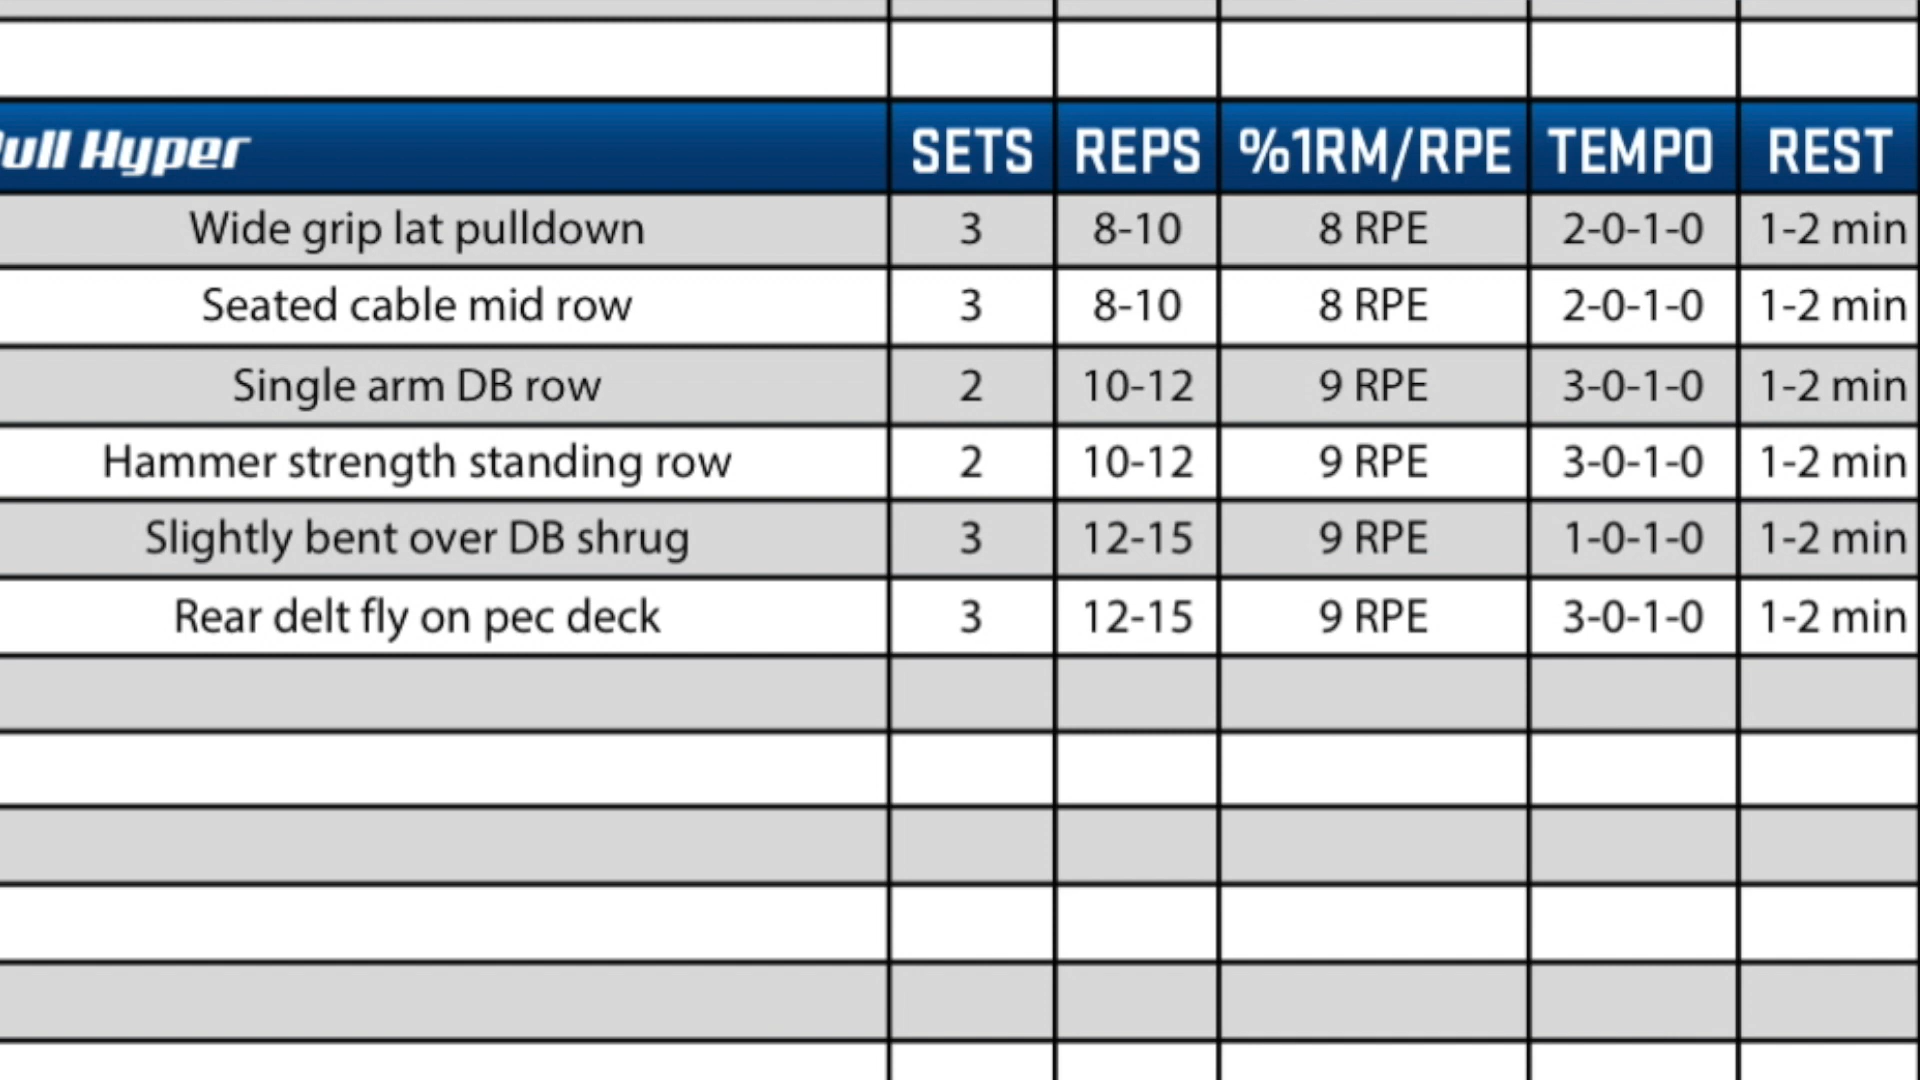 ull Hyper SETS REPS %1RM/RPE TEMPO REST
Wide grip lat pulldown 3 8-10 8 RPE 2-0-1-0 1-2 min
Seated cable mid row 3 8-10 8 RPE 2-0-1-0 1-2 min
Single arm DB row 2 10-12 9 RPE 3-0-1-0 1-2 min
Hammer strength standing row 2 10-12 9 RPE 3-0-1-0 1-2 min
Slightly bent over DB shrug 3 12-15 9 RPE 1-0-1-0 1-2 min
Rear delt fly on pec deck 3 12-15 9 RPE 3-0-1-0 1-2 min